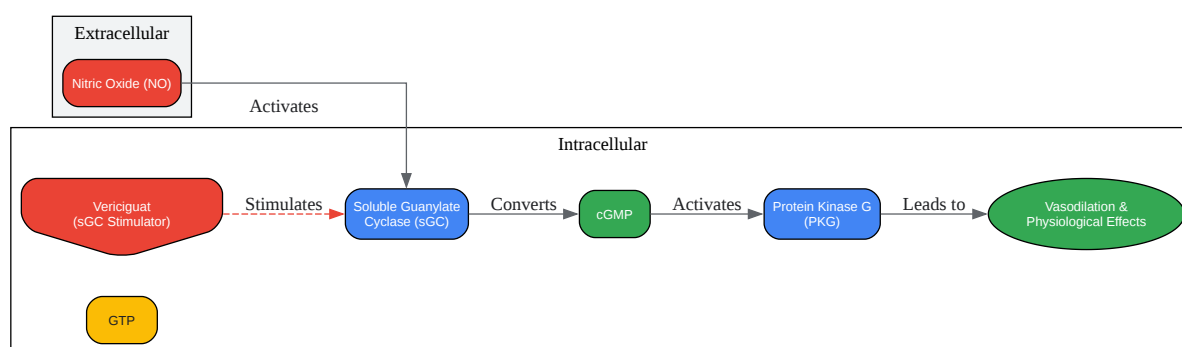 Extracellular
Nitric Oxide (NO)
Activates
Intracellular
Vericiguat
(sGC Stimulator)
Stimulates
Soluble Guanylate
Cyclase (sGC)
Converts
cGMP
Activates
Protein Kinase G
(PKG)
Leads to
Vasodilation &
Physiological Effects
GTP